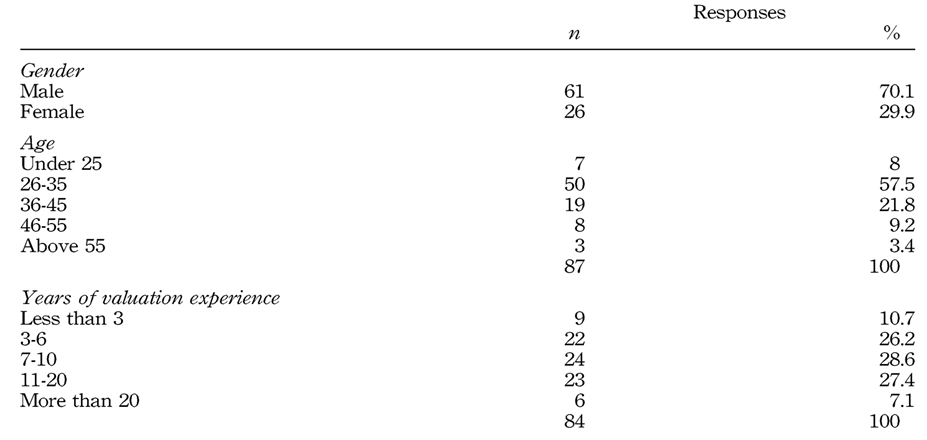 Responses
n %
Gender
Male 61 70.1
Female 26 29.9
Age
Under 25 7 8
26-35 50 57.5
36-45 19 21.8
46-55 8 9.2
Above 55 3 3.4
87 100
Years of valuation experience
Less than 3 9 10.7
3-6 22 26.2
7-10 24 28.6
11-20 23 27.4
More than 20 6 7.1
84 100